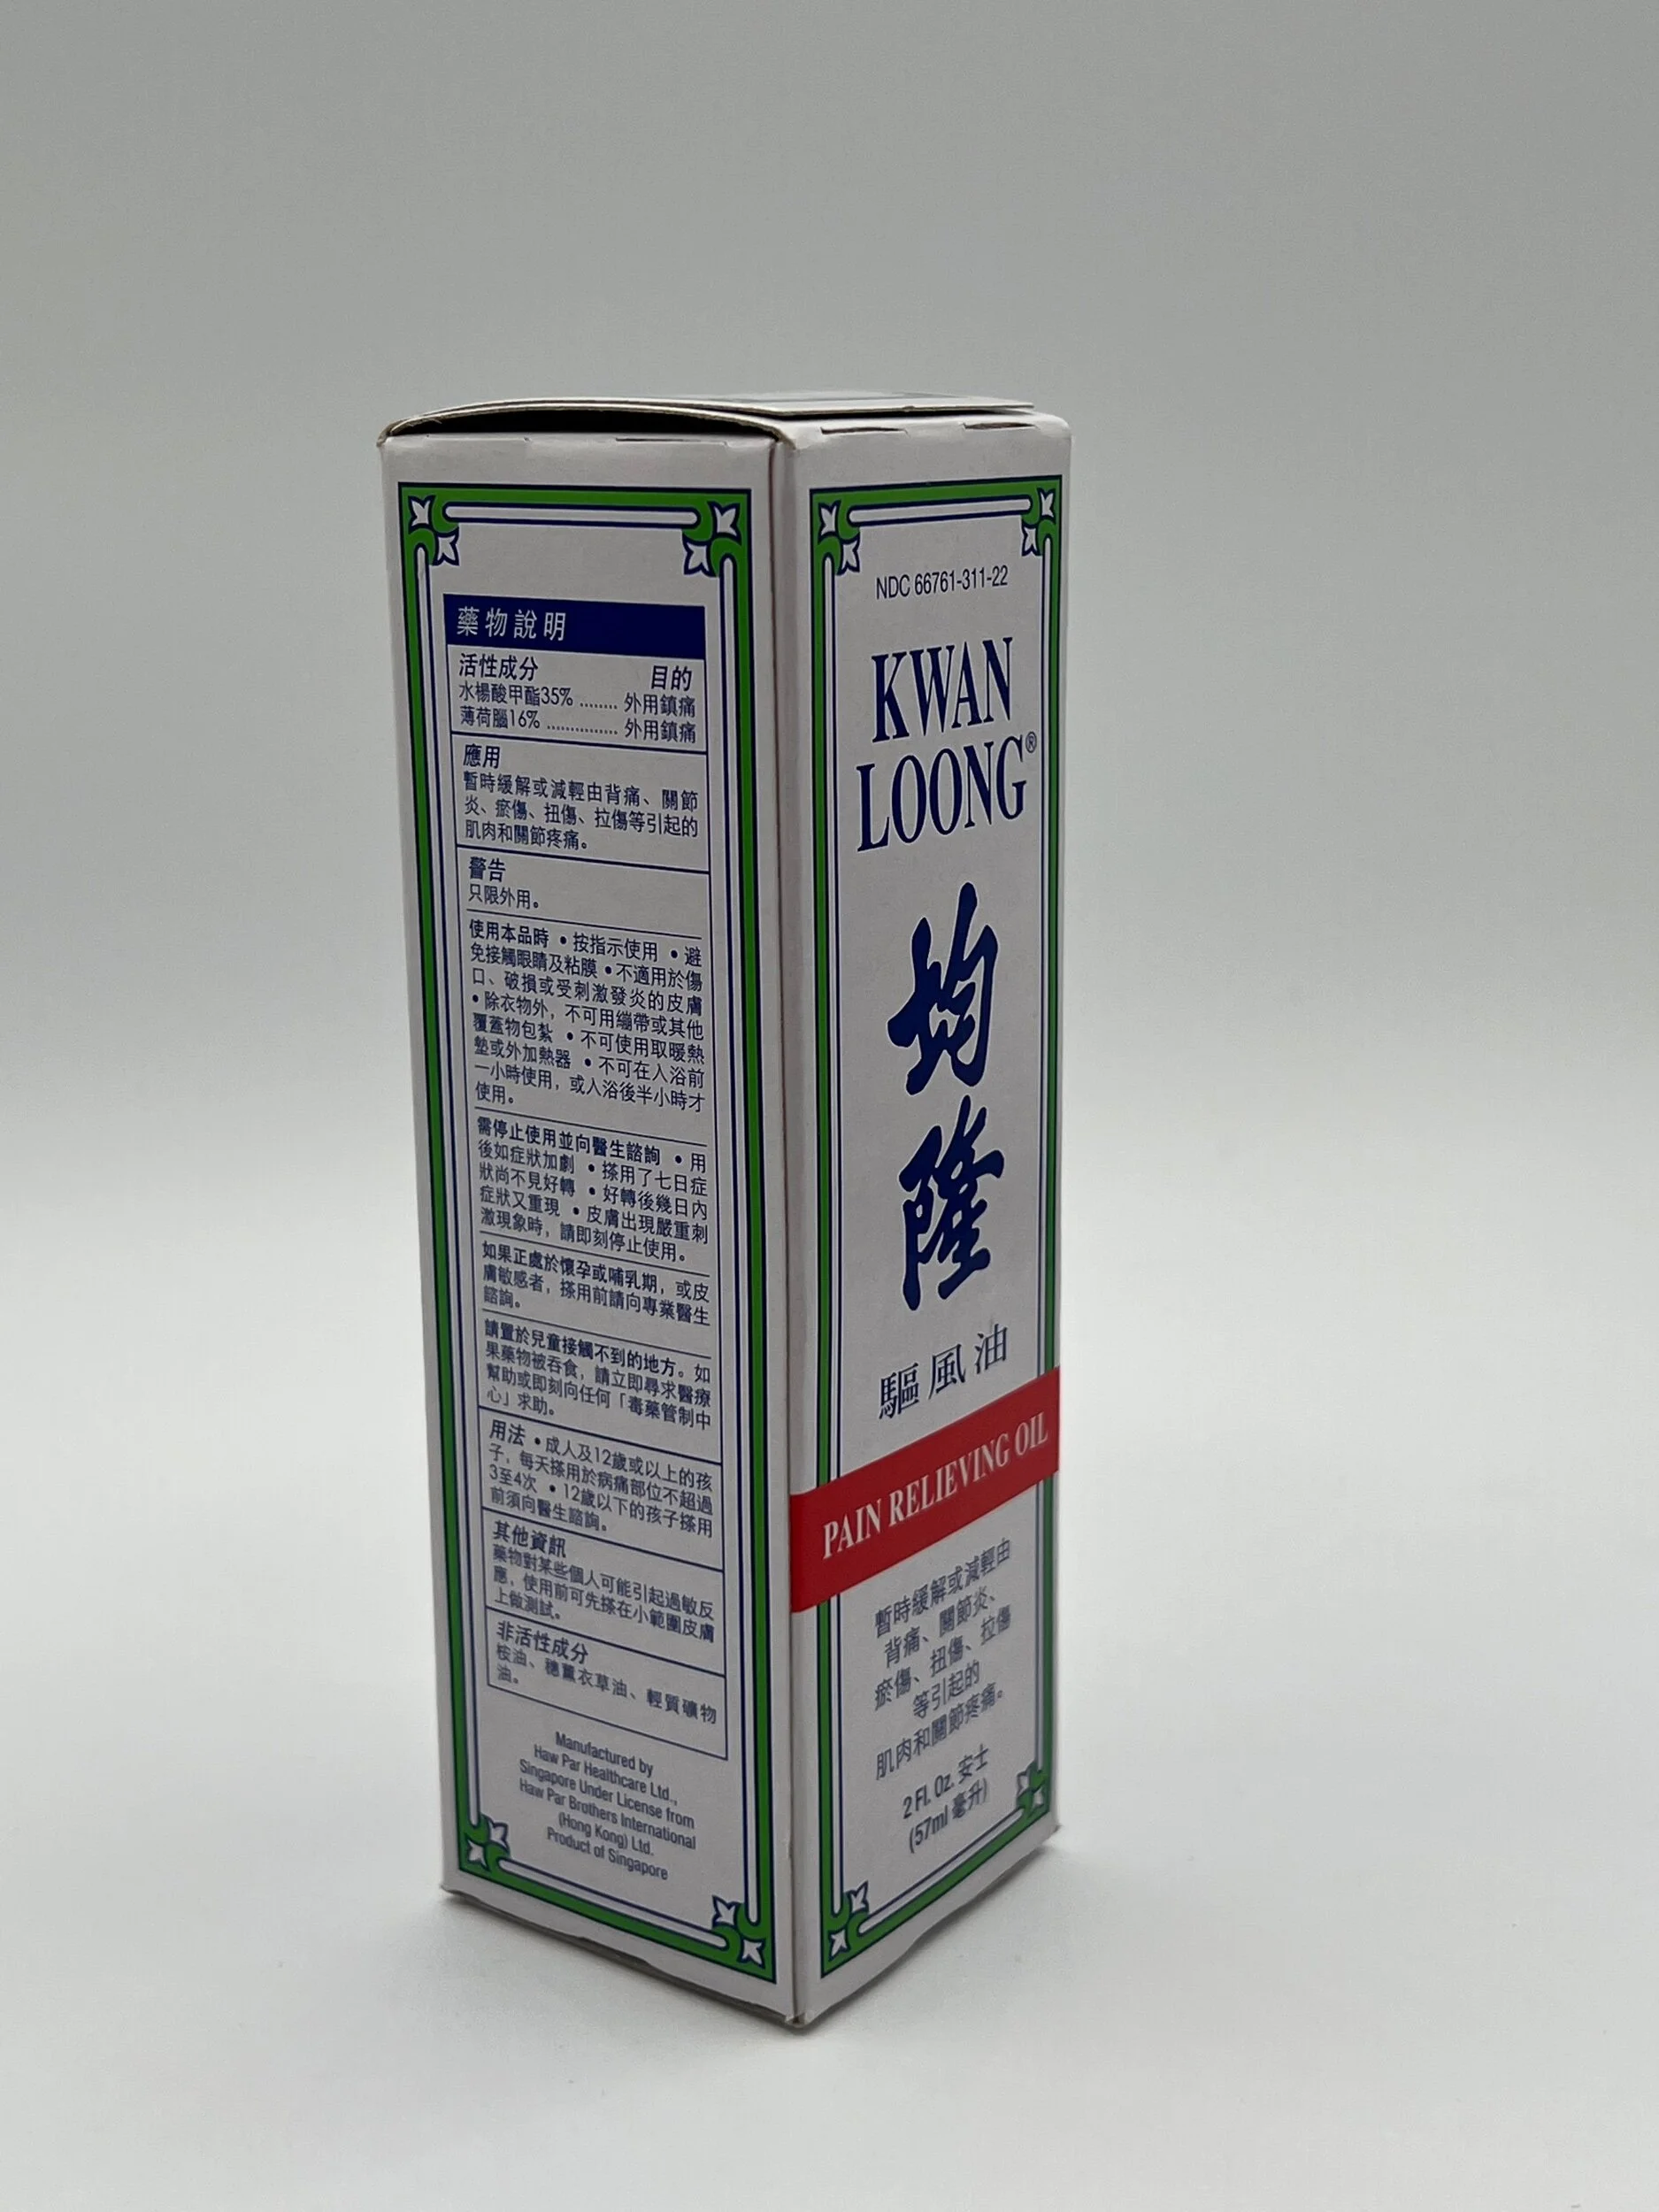 藥物說明
活性成分 目的
水楊酸甲酯35% ........ 外用鎮痛
薄荷腦16% ............... 外用鎮痛
應用
暫時緩解或減輕由背痛、關節
炎、瘀傷、扭傷、拉傷等引起的
肌肉和關節疼痛。
警告
只限外用。
使用本品時 • 按指示使用 • 避
免接觸眼睛及粘膜 • 不適用於傷
口、破損或受刺激發炎的皮膚
• 除衣物外，不可用繃帶或其他
覆蓋物包紮 • 不可使用取暖熱
墊或外加熱器 • 不可在入浴前
一小時使用，或入浴後半小時才
使用。
需停止使用並向醫生諮詢 • 用
後如症狀加劇 • 搽用了七日症
狀尚不見好轉 • 好轉後幾日內
症狀又重現 • 皮膚出現嚴重刺
激現象時，請即刻停止使用。
如果正處於懷孕或哺乳期，或皮
膚敏感者，搽用前請向專業醫生
諮詢。
請置於兒童接觸不到的地方。如
果藥物被吞食，請立即尋求醫療
幫助或即刻向任何「毒藥管制中
心」求助。
用法 • 成人及12歲或以上的孩
子，每天搽用於病痛部位不超過
3至4次 • 12歲以下的孩子搽用
前須向醫生諮詢。
其他資訊
藥物對某些個人可能引起過敏反
應，使用前可先搽在小範圍皮膚
上做測試。
非活性成分
桉油、穗薰衣草油、輕質礦物
油。
Manufactured by
Haw Par Healthcare Ltd.,
Singapore Under License from
Haw Par Brothers International
(Hong Kong) Ltd.
Product of Singapore
NDC 66761-311-22
KWAN
LOONG®
均
隆
驅風油
PAIN RELIEVING OIL
暫時緩解或減輕由
背痛、關節炎、
瘀傷、扭傷、拉傷
等引起的
肌肉和關節疼痛。
2 Fl. Oz. 安士
(57ml 毫升)